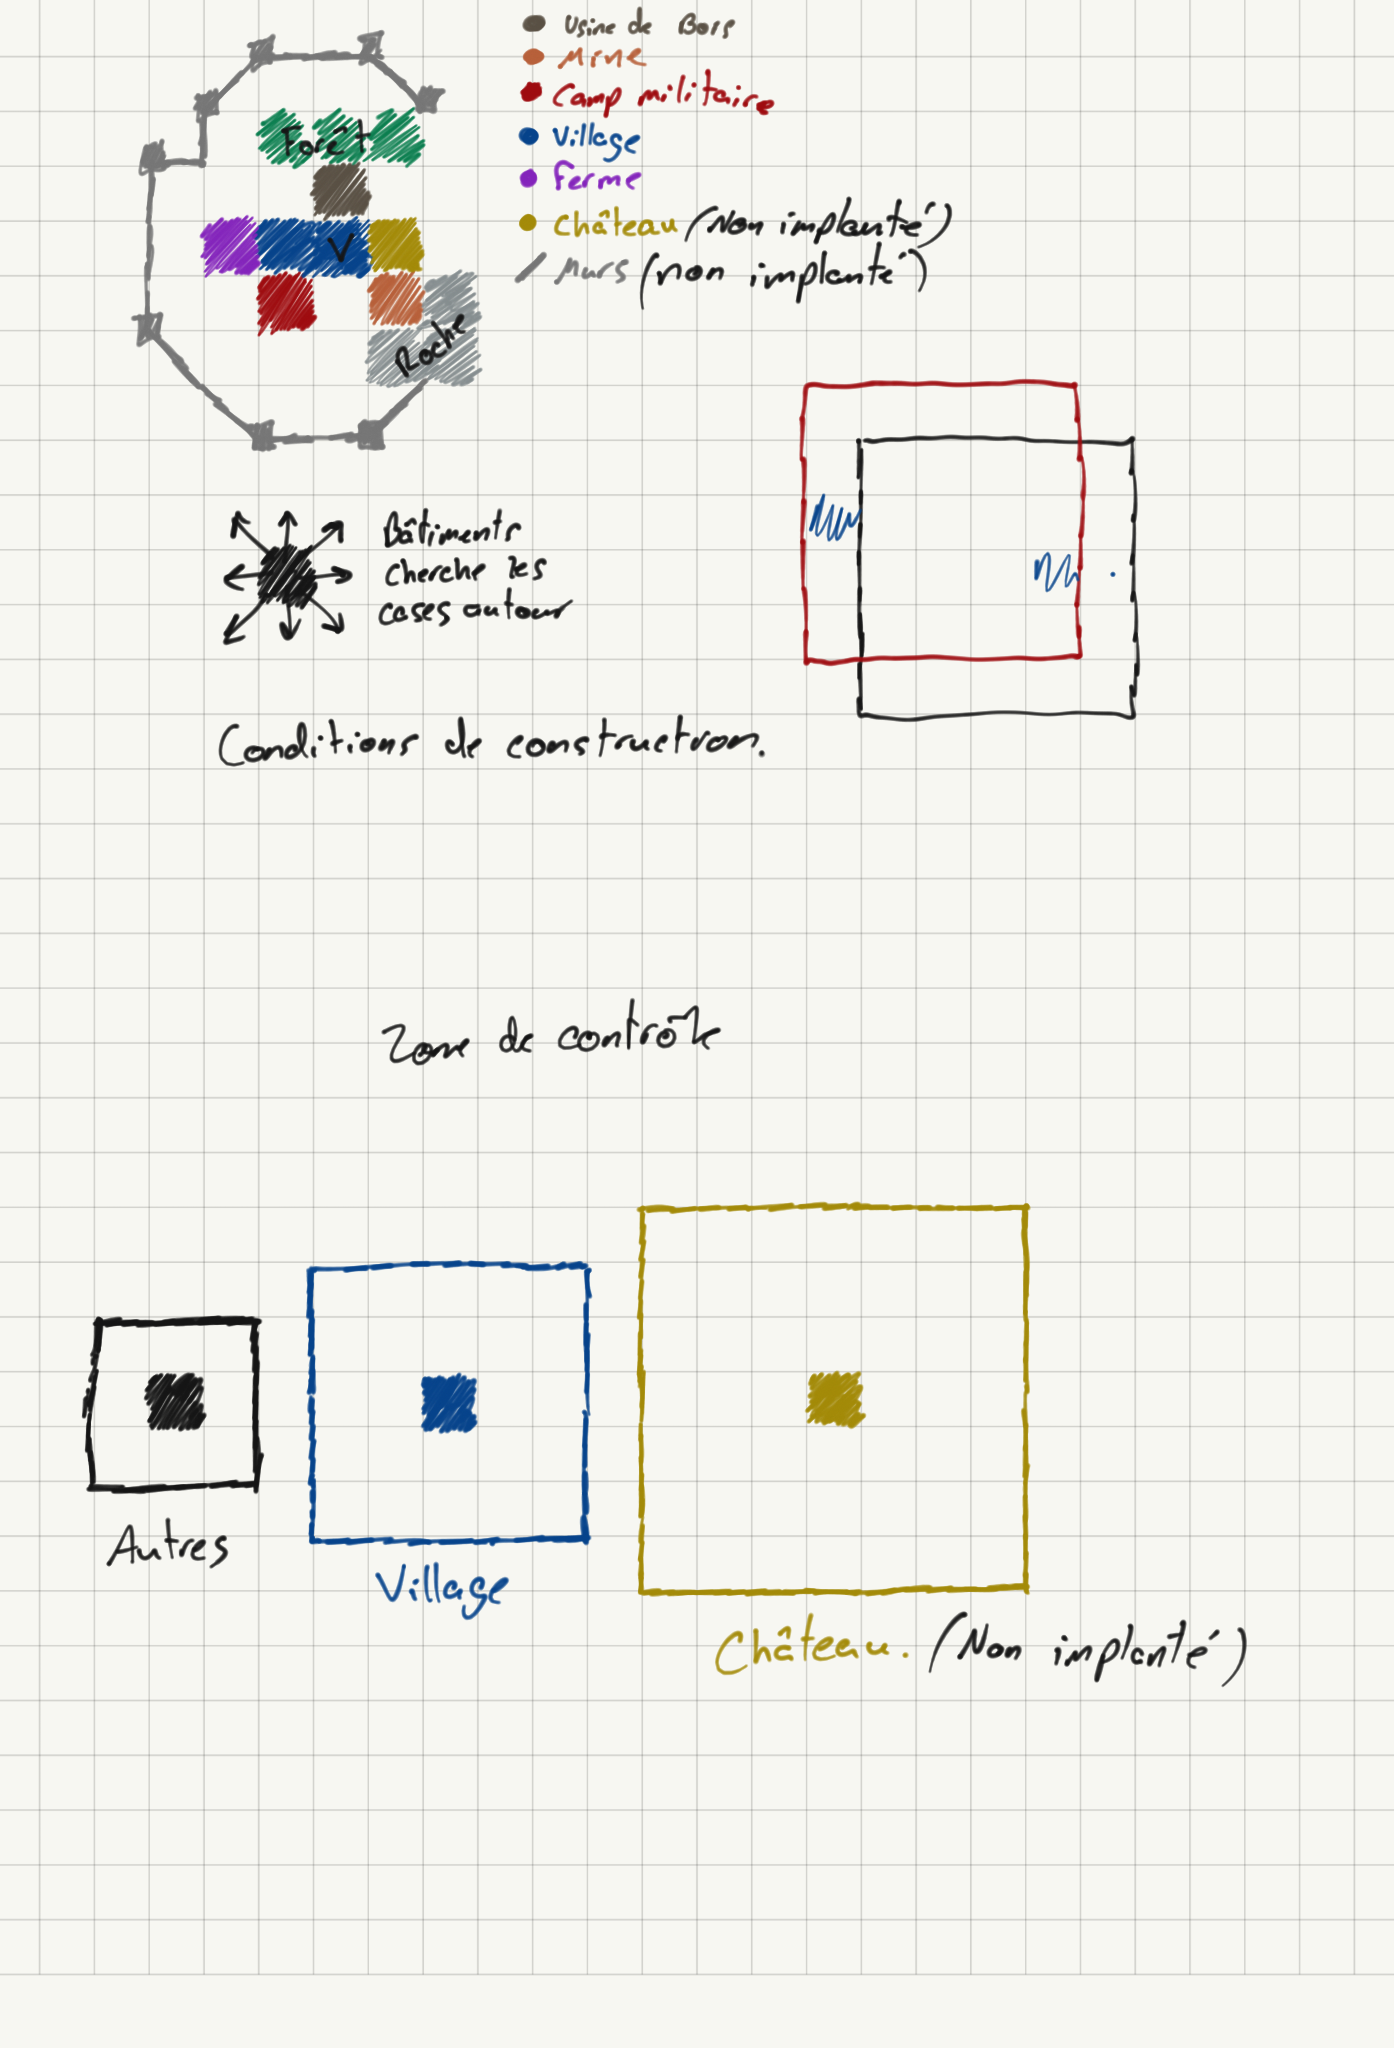 Usine de Bois
Mine
Camp militaire
Village
Ferme
Château (Non implanté)
Murs (non implanté)
Forêt
V
Roche
Bâtiments
cherche les
cases autour
Conditions de construction.
Zone de contrôle
Autres
Village
Château. (Non implanté)